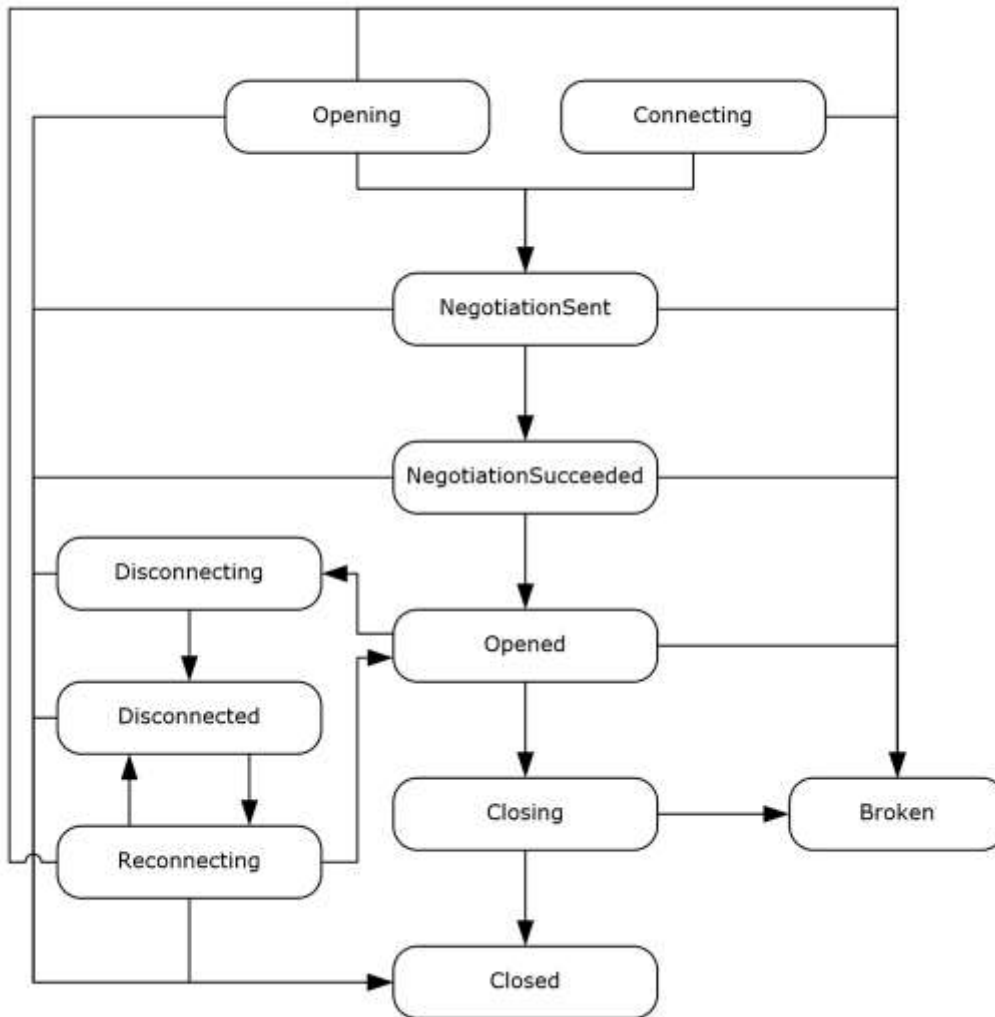 Opening
Connecting
NegotiationSent
NegotiationSucceeded
Disconnecting
Opened
Disconnected
Closing
Broken
Reconnecting
Closed